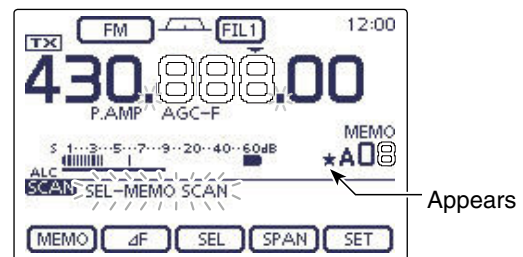 FM FIL1 12:00
TX
430.888.00
P.AMP AGC-F
MEMO
S 1···3···5···7···9··20··40··60dB
★A08
ALC
SCAN SEL-MEMO SCAN
Appears
MEMO ⊿F SEL SPAN SET